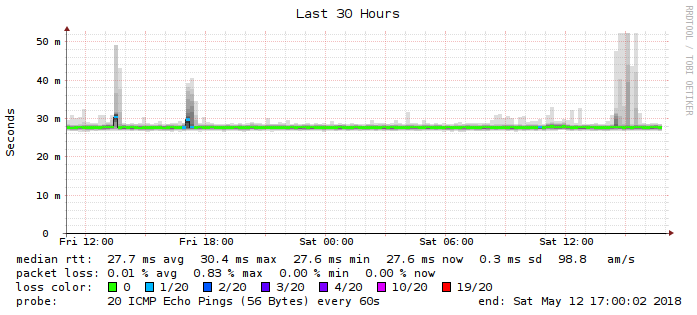 Last 30 Hours
RRDTOOL / TOBI OETIKER
Seconds
50 m
40 m
30 m
20 m
10 m
0
Fri 12:00 Fri 18:00 Sat 00:00 Sat 06:00 Sat 12:00
median rtt: 27.7 ms avg 30.4 ms max 27.6 ms min 27.6 ms now 0.3 ms sd 98.8 am/s
packet loss: 0.01 % avg 0.83 % max 0.00 % min 0.00 % now
loss color: 0 1/20 2/20 3/20 4/20 10/20 19/20
probe: 20 ICMP Echo Pings (56 Bytes) every 60s end: Sat May 12 17:00:02 2018